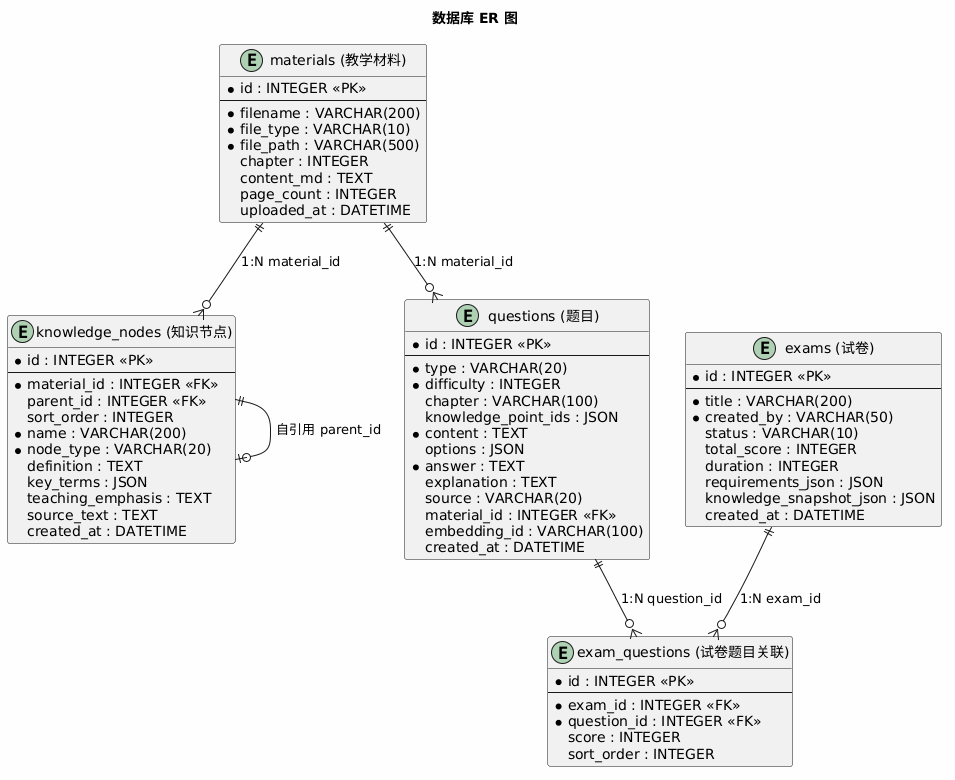 数据库 ER 图
E materials (教学材料)
id : INTEGER «PK»
filename : VARCHAR(200)
file_type : VARCHAR(10)
file_path : VARCHAR(500)
chapter : INTEGER
content_md : TEXT
page_count : INTEGER
uploaded_at : DATETIME
1:N material_id
1:N material_id
E knowledge_nodes (知识节点)
id : INTEGER «PK»
material_id : INTEGER «FK»
parent_id : INTEGER «FK»
sort_order : INTEGER
name : VARCHAR(200)
node_type : VARCHAR(20)
definition : TEXT
key_terms : JSON
teaching_emphasis : TEXT
source_text : TEXT
created_at : DATETIME
自引用 parent_id
E questions (题目)
id : INTEGER «PK»
type : VARCHAR(20)
difficulty : INTEGER
chapter : VARCHAR(100)
knowledge_point_ids : JSON
content : TEXT
options : JSON
answer : TEXT
explanation : TEXT
source : VARCHAR(20)
material_id : INTEGER «FK»
embedding_id : VARCHAR(100)
created_at : DATETIME
E exams (试卷)
id : INTEGER «PK»
title : VARCHAR(200)
created_by : VARCHAR(50)
status : VARCHAR(10)
total_score : INTEGER
duration : INTEGER
requirements_json : JSON
knowledge_snapshot_json : JSON
created_at : DATETIME
1:N question_id
1:N exam_id
E exam_questions (试卷题目关联)
id : INTEGER «PK»
exam_id : INTEGER «FK»
question_id : INTEGER «FK»
score : INTEGER
sort_order : INTEGER